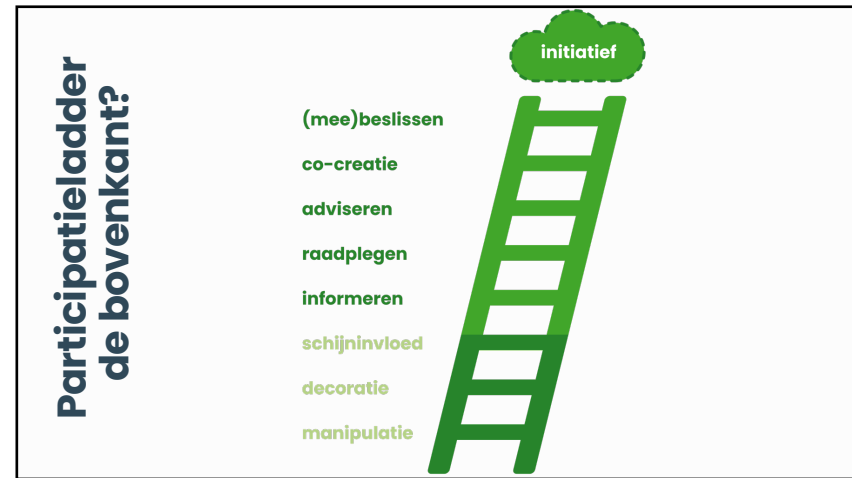 Participatieladder
de bovenkant?
initiatief
(mee)beslissen
co-creatie
adviseren
raadplegen
informeren
schijninvloed
decoratie
manipulatie